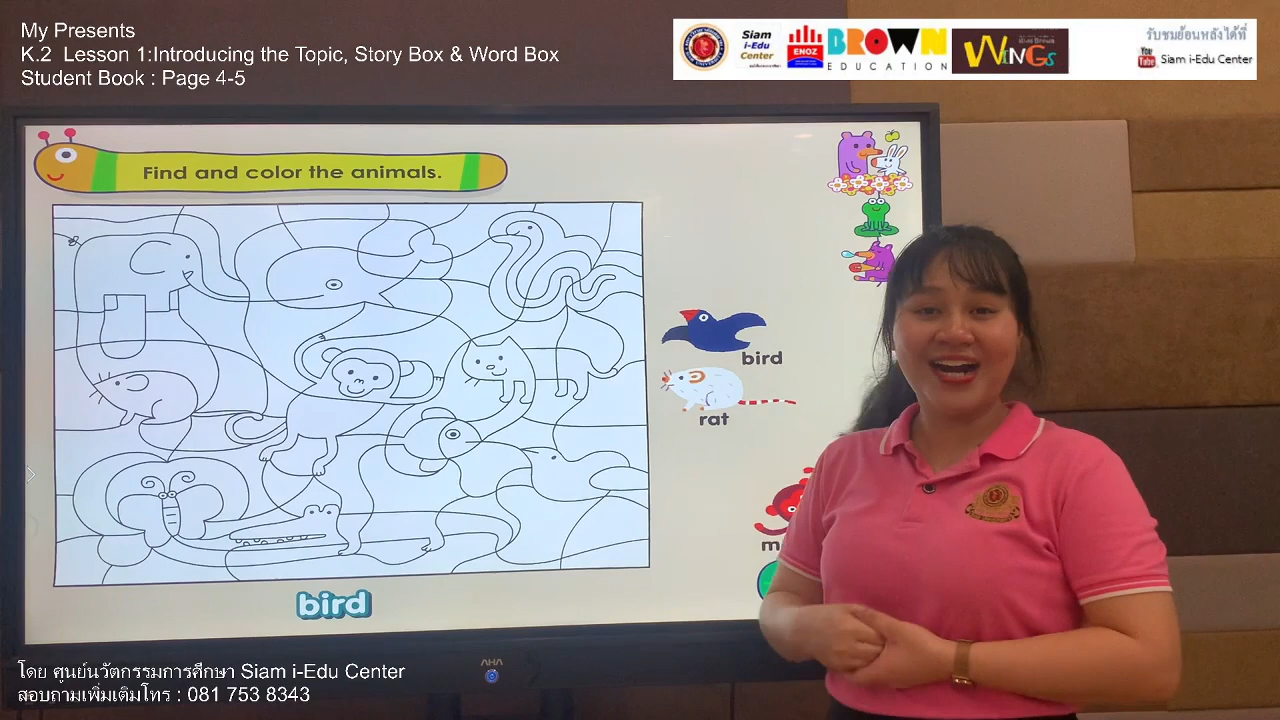 My Presents
K.2 Lesson 1:Introducing the Topic, Story Box & Word Box
Student Book : Page 4-5
Siam
i-Edu
Center
ENOZ
BROWN
EDUCATION
WiNGs
รับชมย้อนหลังได้ที่
You
Tube
Siam i-Edu Center
Find and color the animals.
bird
rat
m
bird
โดย ศูนย์นวัตกรรมการศึกษา Siam i-Edu Center
สอบถามเพิ่มเติมโทร : 081 753 8343